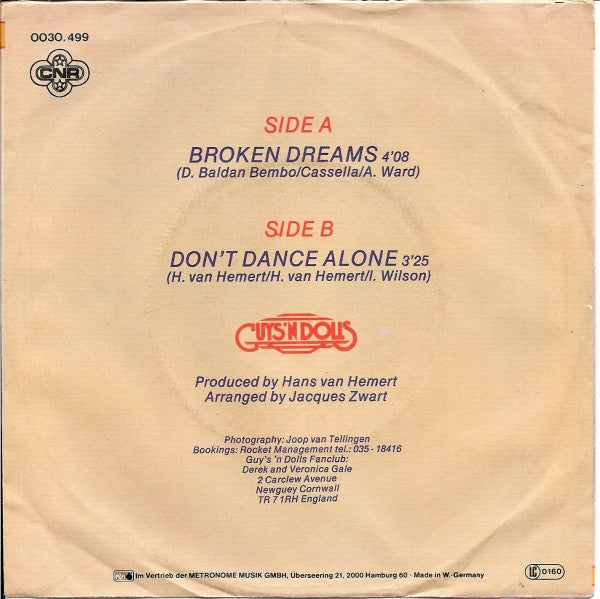 0030.499
CNR
SIDE A
BROKEN DREAMS 4'08
(D. Baldan Bembo/Cassella/A. Ward)
SIDE B
DON'T DANCE ALONE 3'25
(H. van Hemert/H. van Hemert/I. Wilson)
GUYS'N DOLLS
Produced by Hans van Hemert
Arranged by Jacques Zwart
Photography: Joop van Tellingen
Bookings: Rocket Management tel.: 035 - 18416
Guy's 'n Dolls Fanclub:
Derek and Veronica Gale
2 Carclew Avenue
Newguey Cornwall
TR 7 1RH England
Im Vertrieb der METRONOME MUSIK GMBH, Überseering 21, 2000 Hamburg 60 · Made in W.-Germany
LC 0160